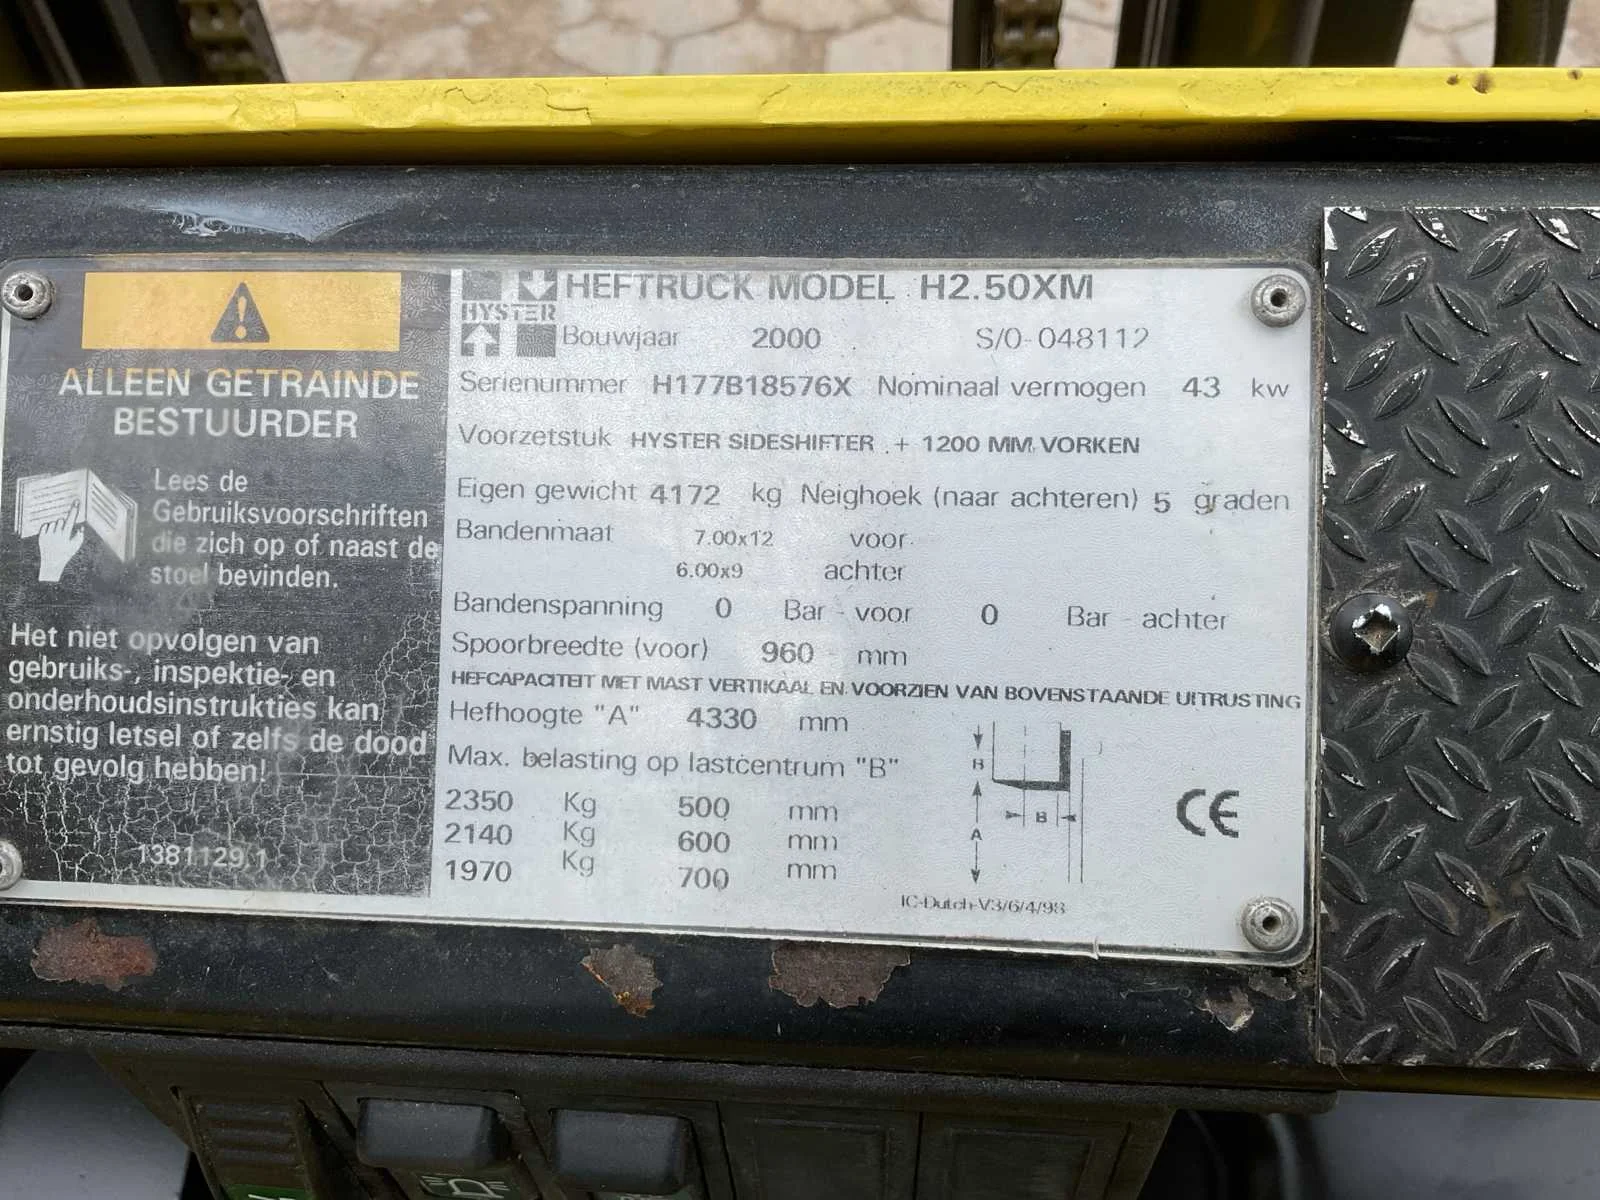 ALLEEN GETRAINDE
BESTUURDER
Lees de
Gebruiksvoorschriften
die zich op of naast de
stoel bevinden.
Het niet opvolgen van
gebruiks-, inspektie- en
onderhoudsinstrukties kan
ernstig letsel of zelfs de dood
tot gevolg hebben!
1381129,1
HYSTER
HEFTRUCK MODEL H2.50XM
Bouwjaar 2000 S/0-048112
Serienummer H177B18576X Nominaal vermogen 43 kw
Voorzetstuk HYSTER SIDESHIFTER + 1200 MM VORKEN
Eigen gewicht 4172 kg Neighoek (naar achteren) 5 graden
Bandenmaat 7.00x12 voor
6.00x9 achter
Bandenspanning 0 Bar - voor 0 Bar - achter
Spoorbreedte (voor) 960 mm
HEFCAPACITEIT MET MAST VERTIKAAL EN VOORZIEN VAN BOVENSTAANDE UITRUSTING
Hefhoogte "A" 4330 mm
Max. belasting op lastcentrum "B"
2350 Kg 500 mm
2140 Kg 600 mm
1970 Kg 700 mm
H
B
A
CE
IC-Dutch-V3/6/4/98